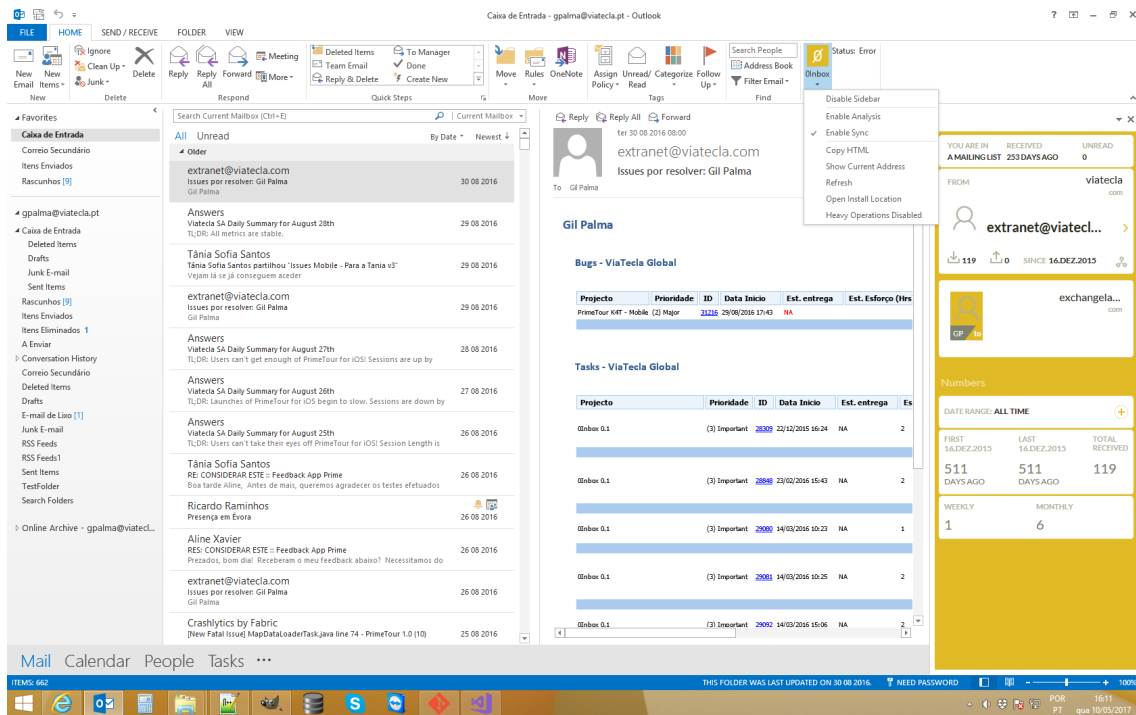 Caixa de Entrada - gpalma@viatecla.pt - Outlook
FILE HOME SEND / RECEIVE FOLDER VIEW
New Email
New Items
New
Ignore
Clean Up
Junk
Delete
Delete
Reply
Reply All
Forward
Meeting
More
Respond
Deleted Items
Team Email
Reply & Delete
To Manager
Done
Create New
Quick Steps
Move
Rules
OneNote
Move
Assign Policy
Unread/ Read
Categorize
Follow Up
Tags
Search People
Address Book
Filter Email
Find
0Inbox
Status: Error
Disable Sidebar
Enable Analysis
Enable Sync
Copy HTML
Show Current Address
Refresh
Open Install Location
Heavy Operations Disabled
Favorites
Caixa de Entrada
Correio Secundário
Itens Enviados
Rascunhos [9]
gpalma@viatecla.pt
Caixa de Entrada
Deleted Items
Drafts
Junk E-mail
Sent Items
Rascunhos [9]
Itens Enviados
Itens Eliminados 1
A Enviar
Conversation History
Correio Secundário
Deleted Items
Drafts
E-mail de Lixo [1]
Junk E-mail
RSS Feeds
RSS Feeds1
Sent Items
TestFolder
Search Folders
Online Archive - gpalma@viatecl...
Search Current Mailbox (Ctrl+E) Current Mailbox
All Unread By Date Newest
Older
extranet@viatecla.com
Issues por resolver: Gil Palma 30 08 2016
Gil Palma
Answers
Viatecla SA Daily Summary for August 28th 29 08 2016
TL;DR: All metrics are stable.
Tânia Sofia Santos
Tânia Sofia Santos partilhou "Issues Mobile - Para a Tania v3" 29 08 2016
Vejam lá se já conseguem aceder
extranet@viatecla.com
Issues por resolver: Gil Palma 29 08 2016
Gil Palma
Answers
Viatecla SA Daily Summary for August 27th 28 08 2016
TL;DR: Users can't get enough of PrimeTour for iOS! Sessions are up by
Answers
Viatecla SA Daily Summary for August 26th 27 08 2016
TL;DR: Launches of PrimeTour for iOS begin to slow. Sessions are down by
Answers
Viatecla SA Daily Summary for August 25th 26 08 2016
TL;DR: Users can't take their eyes off PrimeTour for iOS! Session Length is
Tânia Sofia Santos
RE: CONSIDERAR ESTE :: Feedback App Prime 26 08 2016
Boa tarde Aline, Antes de mais, queremos agradecer os testes efetuados
Ricardo Raminhos
Presença em Évora 26 08 2016
Aline Xavier
RES: CONSIDERAR ESTE :: Feedback App Prime 26 08 2016
Prezados, bom dia! Receberam o meu feedback abaixo? Necessitamos do
extranet@viatecla.com
Issues por resolver: Gil Palma 26 08 2016
Gil Palma
Crashlytics by Fabric
[New Fatal Issue] MapDataLoaderTask.java line 74 - PrimeTour 1.0 (10) 25 08 2016
Reply Reply All Forward
ter 30 08 2016 08:00
extranet@viatecla.com
Issues por resolver: Gil Palma
To Gil Palma
Gil Palma
Bugs - ViaTecla Global
Projecto Prioridade ID Data Inicio Est. entrega Est. Esforço (Hrs
PrimeTour K4T - Mobile (2) Major 31216 29/08/2016 17:43 NA
Tasks - ViaTecla Global
Projecto Prioridade ID Data Inicio Est. entrega Es
0Inbox 0.1 (3) Important 28309 22/12/2015 16:24 NA 2
0Inbox 0.1 (3) Important 28848 23/02/2016 15:43 NA 2
0Inbox 0.1 (3) Important 29080 14/03/2016 10:23 NA 1
0Inbox 0.1 (3) Important 29081 14/03/2016 10:25 NA 2
0Inbox 0.1 (3) Important 29092 14/03/2016 15:06 NA 2
YOU ARE IN RECEIVED UNREAD
A MAILING LIST 253 DAYS AGO 0
FROM viatecla
com
extranet@viatecl...
119 0 SINCE 16.DEZ.2015
exchangela...
com
GP to
Numbers
DATE RANGE: ALL TIME
FIRST LAST TOTAL
16.DEZ.2015 16.DEZ.2015 RECEIVED
511 511 119
DAYS AGO DAYS AGO
WEEKLY MONTHLY
1 6
Mail Calendar People Tasks
ITEMS: 662 THIS FOLDER WAS LAST UPDATED ON 30 08 2016. NEED PASSWORD 100%
POR 16:11
PT qua 10/05/2017